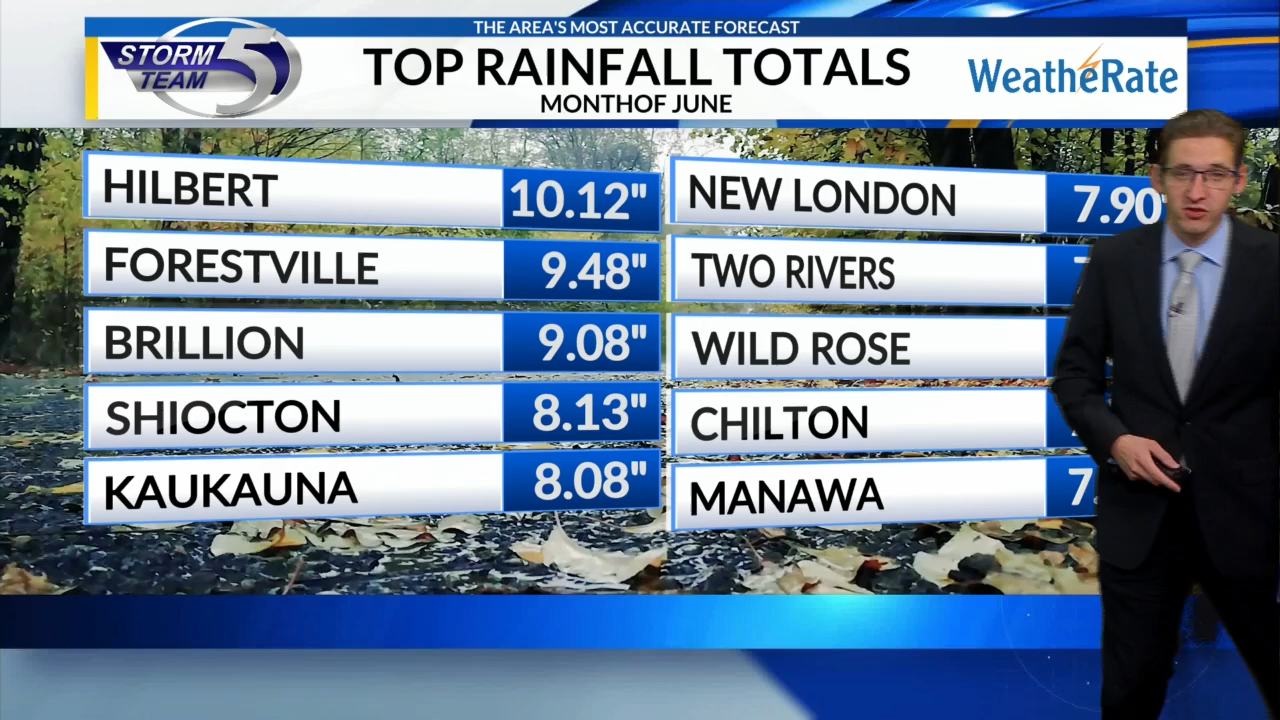 THE AREA'S MOST ACCURATE FORECAST
STORM TEAM 5
TOP RAINFALL TOTALS
MONTHOF JUNE
WeatheRate
HILBERT 10.12"
FORESTVILLE 9.48"
BRILLION 9.08"
SHIOCTON 8.13"
KAUKAUNA 8.08"
NEW LONDON 7.90"
TWO RIVERS
WILD ROSE
CHILTON
MANAWA